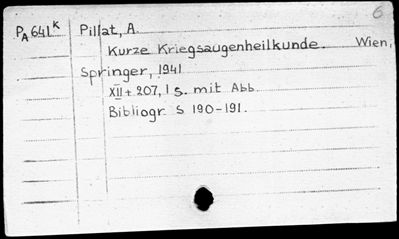 6
PA 641K Pillat, A.
Kurze Kriegsaugenheilkunde. Wien,
Springer, 1941
XII + 207, 1 S. mit Abb.
Bibliogr. S 190-191.